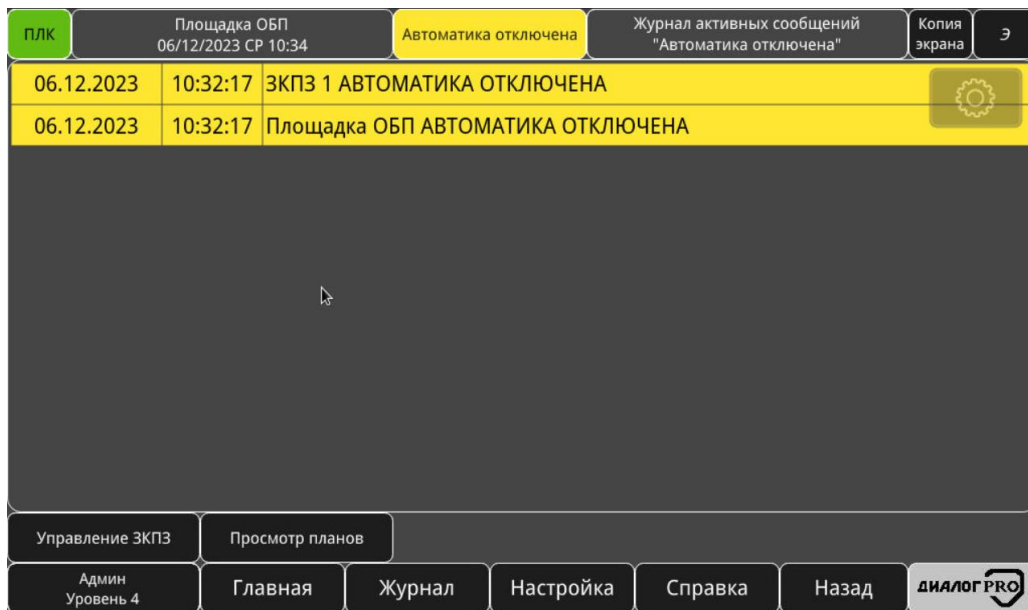 ПЛК
Площадка ОБП
06/12/2023 СР 10:34
Автоматика отключена
Журнал активных сообщений
"Автоматика отключена"
Копия
экрана
Э
06.12.2023 10:32:17 ЗКПЗ 1 АВТОМАТИКА ОТКЛЮЧЕНА
06.12.2023 10:32:17 Площадка ОБП АВТОМАТИКА ОТКЛЮЧЕНА
Управление ЗКПЗ
Просмотр планов
Админ
Уровень 4
Главная
Журнал
Настройка
Справка
Назад
ДИАЛОГ PRO